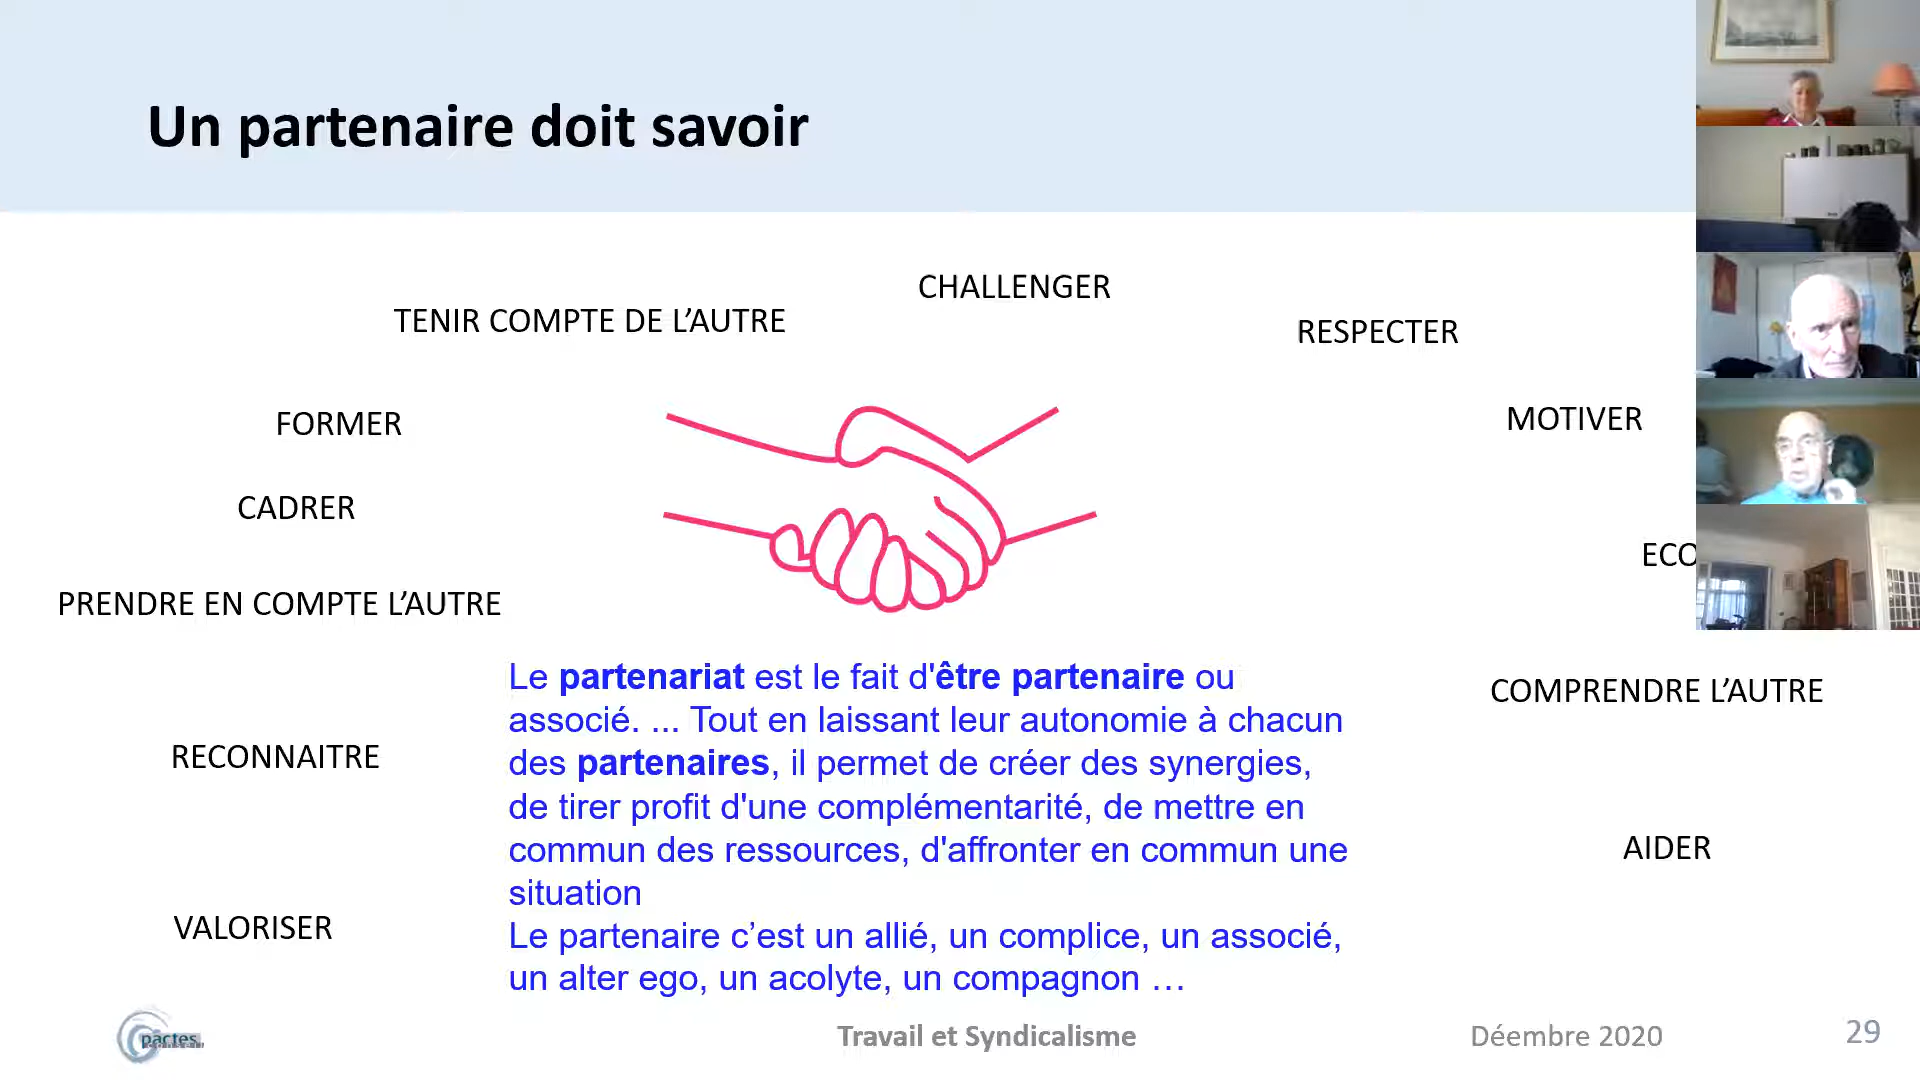 Un partenaire doit savoir
CHALLENGER
TENIR COMPTE DE L’AUTRE
RESPECTER
FORMER
MOTIVER
CADRER
ECO
PRENDRE EN COMPTE L’AUTRE
Le partenariat est le fait d'être partenaire ou
associé. ... Tout en laissant leur autonomie à chacun
des partenaires, il permet de créer des synergies,
de tirer profit d'une complémentarité, de mettre en
commun des ressources, d'affronter en commun une
situation
Le partenaire c’est un allié, un complice, un associé,
un alter ego, un acolyte, un compagnon …
COMPRENDRE L’AUTRE
RECONNAITRE
AIDER
VALORISER
pactes
conseil
Travail et Syndicalisme
Déembre 2020
29